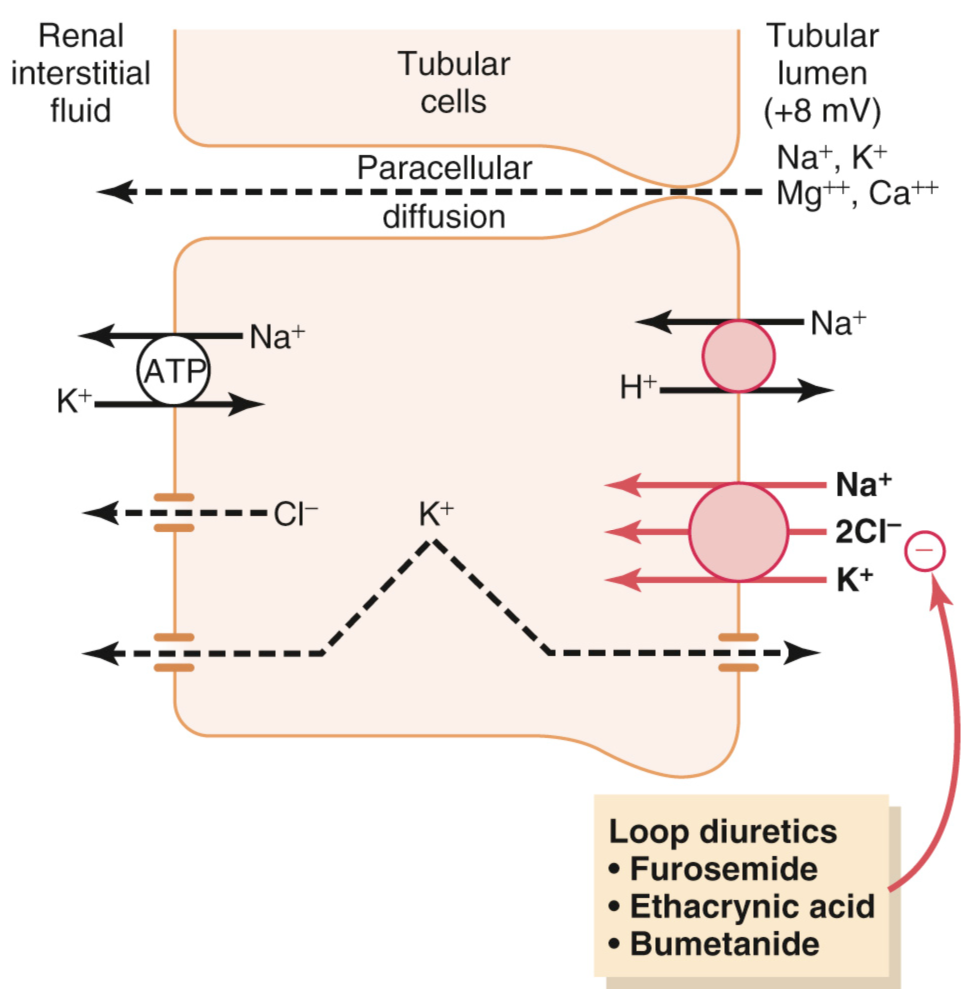 Renal
interstitial
fluid
Tubular
cells
Tubular
lumen
(+8 mV)
Paracellular
diffusion
Na⁺, K⁺
Mg⁺⁺, Ca⁺⁺
Na⁺
ATP
K⁺
Na⁺
H⁺
Cl⁻
K⁺
Na⁺
2Cl⁻
K⁺
−
Loop diuretics
• Furosemide
• Ethacrynic acid
• Bumetanide